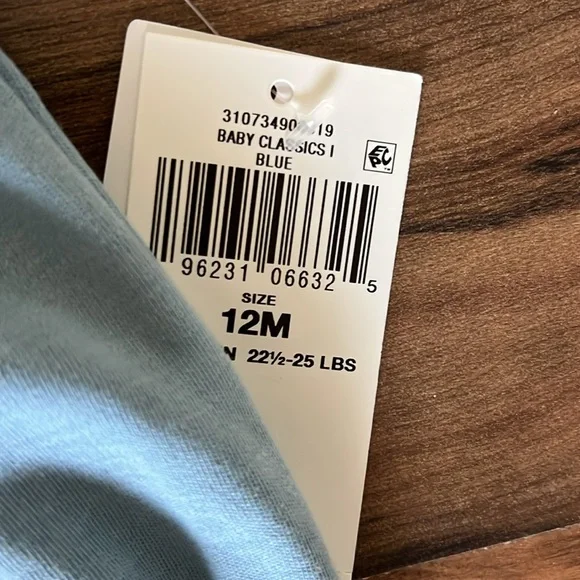 BABY CLASSICS I
BLUE
96231 06632 5
SIZE
12M
22½-25 LBS